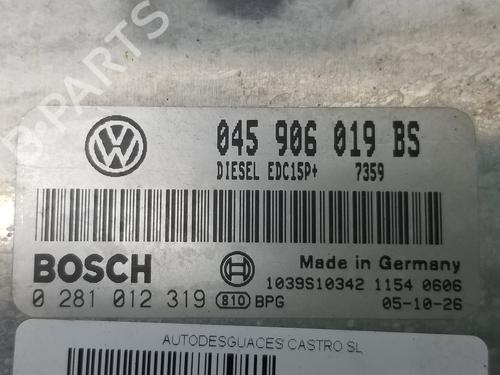 045 906 019 BS
DIESEL EDC15P+ 7359
BOSCH
Made in Germany
1039S10342 1154 0606
0 281 012 319 810 BPG
05-10-26
AUTODESGUACES CASTRO SL